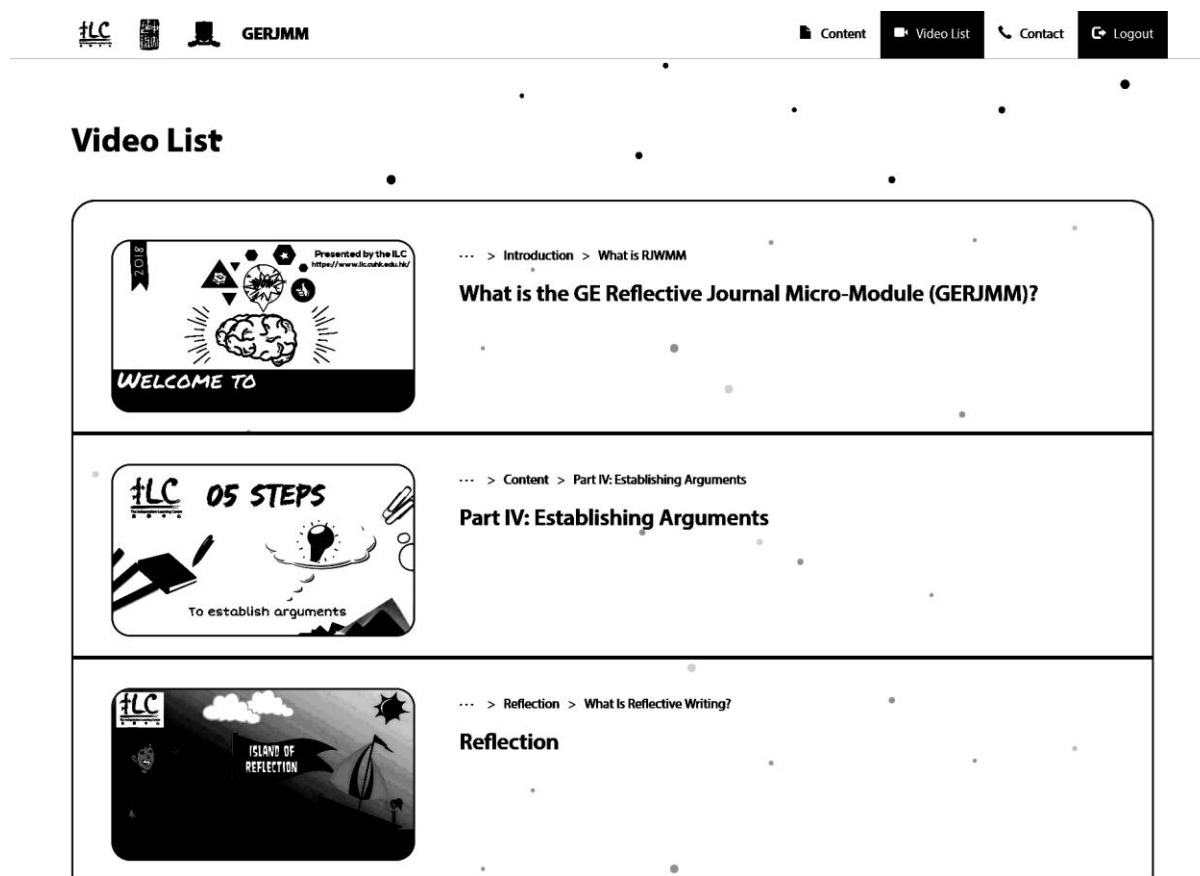 ILC
GERJMM
Content
Video List
Contact
Logout
Video List
2018
Presented by the ILC
https://www.ilc.cuhk.edu.hk/
WELCOME TO
... > Introduction > What is RJWMM
What is the GE Reflective Journal Micro-Module (GERJMM)?
ILC
05 STEPS
To establish arguments
... > Content > Part IV: Establishing Arguments
Part IV: Establishing Arguments
ILC
ISLAND OF
REFLECTION
... > Reflection > What Is Reflective Writing?
Reflection